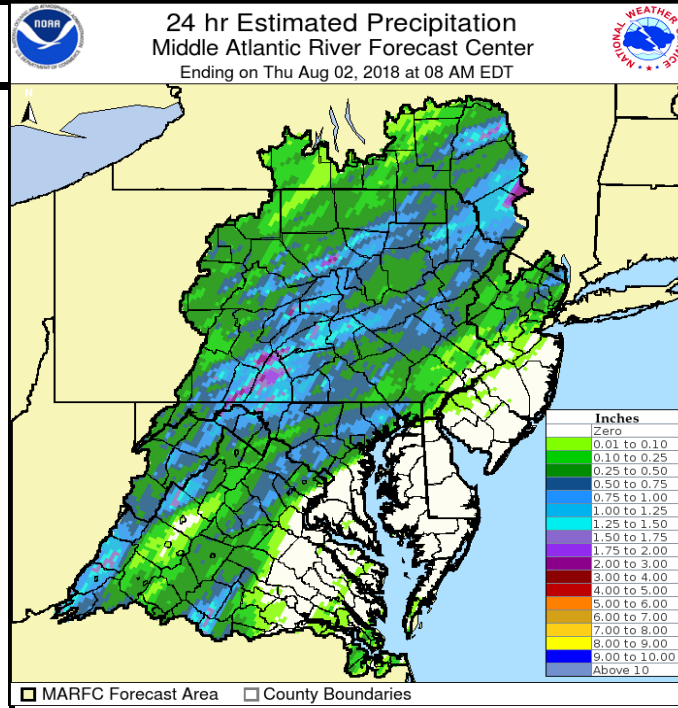 24 hr Estimated Precipitation
Middle Atlantic River Forecast Center
Ending on Thu Aug 02, 2018 at 08 AM EDT
NOAA
NATIONAL WEATHER
N
Inches
Zero
0.01 to 0.10
0.10 to 0.25
0.25 to 0.50
0.50 to 0.75
0.75 to 1.00
1.00 to 1.25
1.25 to 1.50
1.50 to 1.75
1.75 to 2.00
2.00 to 3.00
3.00 to 4.00
4.00 to 5.00
5.00 to 6.00
6.00 to 7.00
7.00 to 8.00
8.00 to 9.00
9.00 to 10.00
Above 10
MARFC Forecast Area
County Boundaries